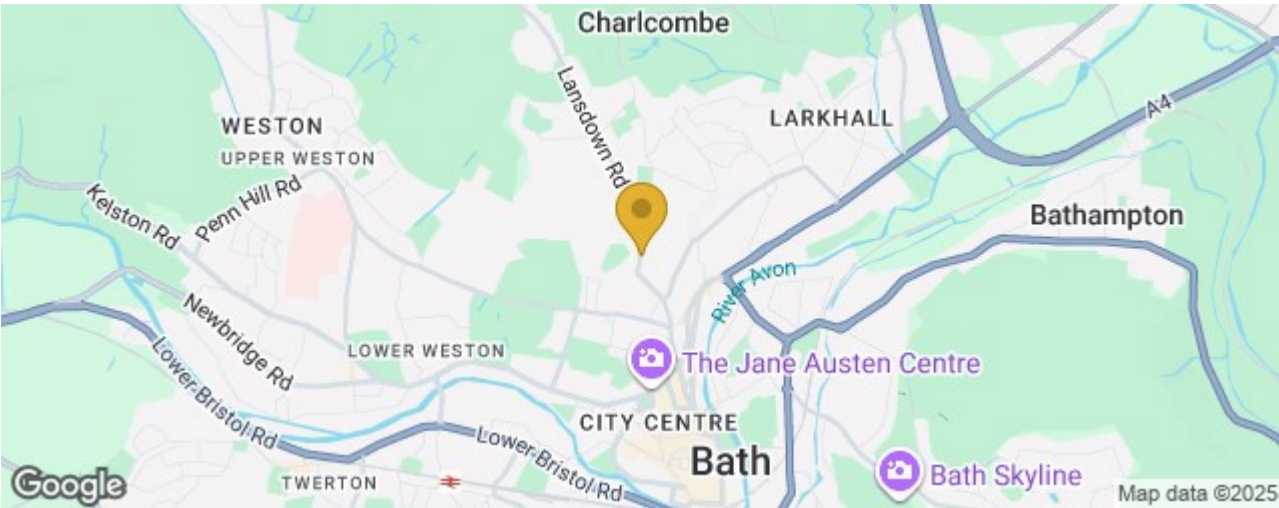 Charlcombe
Lansdown Rd
WESTON
LARKHALL
A4
UPPER WESTON
Penn Hill Rd
Kelston Rd
Bathampton
River Avon
Newbridge Rd
LOWER WESTON
The Jane Austen Centre
Lower Bristol Rd
CITY CENTRE
Lower Bristol Rd
Bath
TWERTON
Bath Skyline
Google
Map data ©2025